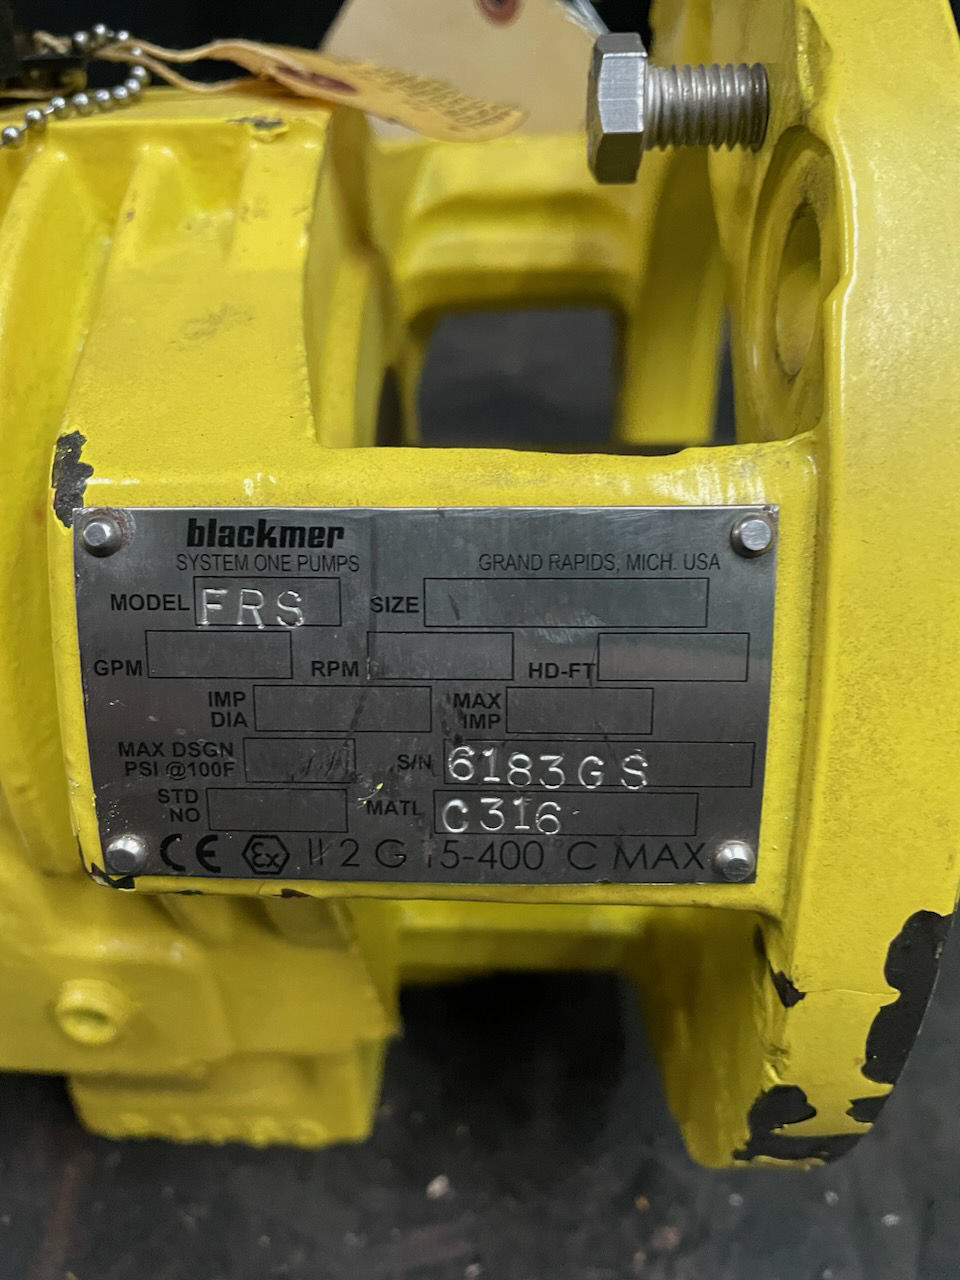 blackmer
SYSTEM ONE PUMPS GRAND RAPIDS, MICH. USA
MODEL FRS SIZE
GPM RPM HD-FT
IMP DIA MAX IMP
MAX DSGN PSI @100F S/N 6183GS
STD NO MATL C316
CE Ex II 2 G T5-400°C MAX